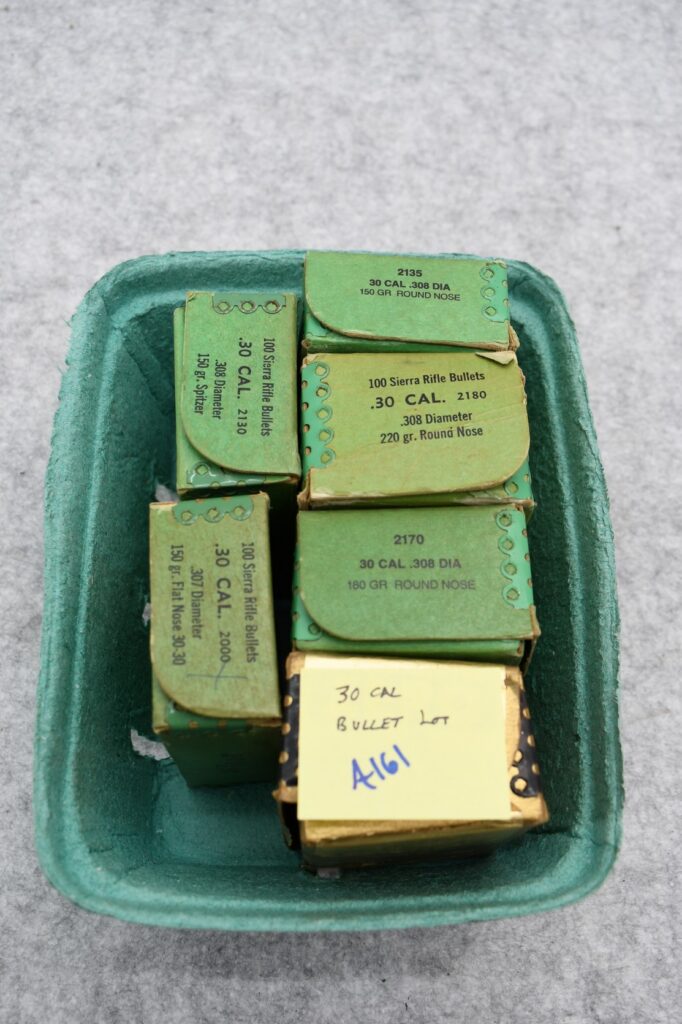 2135
30 CAL .308 DIA
150 GR ROUND NOSE
100 Sierra Rifle Bullets
.30 CAL. 2130
.308 Diameter
150 gr. Spitzer
100 Sierra Rifle Bullets
.30 CAL. 2180
.308 Diameter
220 gr. Round Nose
100 Sierra Rifle Bullets
.30 CAL. 2000
.307 Diameter
150 gr. Flat Nose 30-30
2170
30 CAL .308 DIA
180 GR ROUND NOSE
30 CAL
BULLET LOT
A161